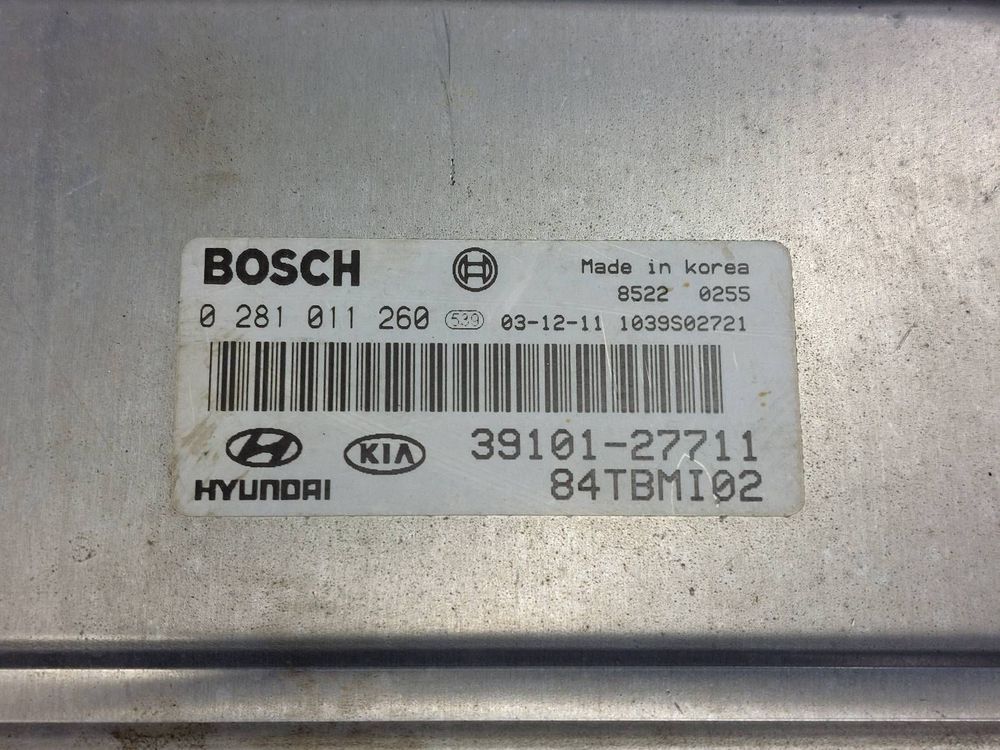 BOSCH
Made in korea
8522 0255
0 281 011 260 539 03-12-11 1039S02721
KIA 39101-27711
HYUNDAI 84TBMI02